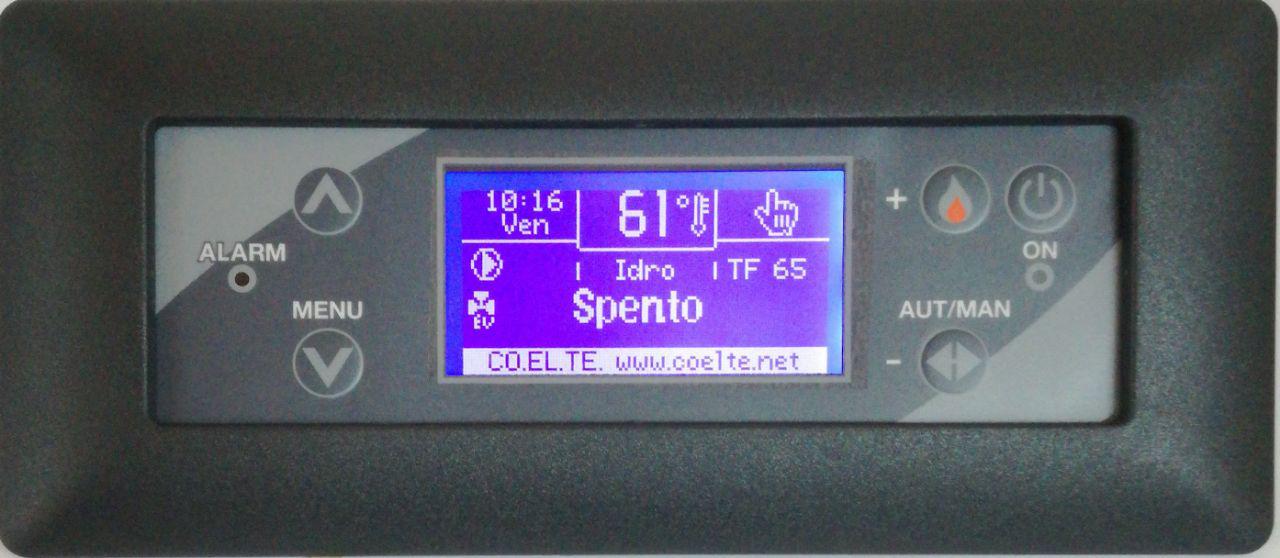 10:16
Ven
61°
Idro
TF 65
Spento
EV
CO.EL.TE. www.coelte.net
ALARM
MENU
+
ON
AUT/MAN
-